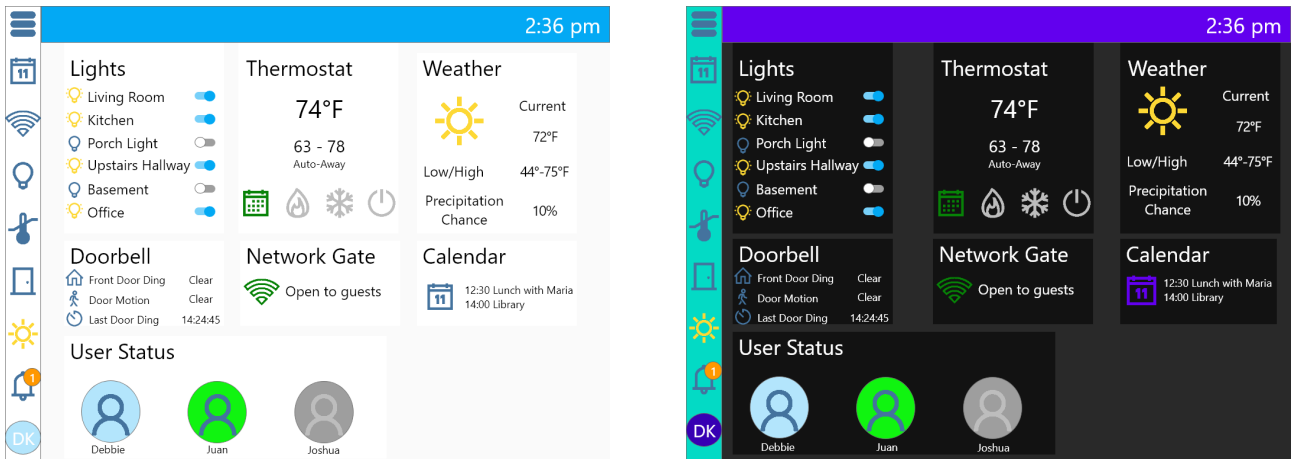 2:36 pm
11
Lights
Living Room
Kitchen
Porch Light
Upstairs Hallway
Basement
Office
Thermostat
74°F
63 - 78
Auto-Away
Weather
Current
72°F
Low/High 44°-75°F
Precipitation
Chance 10%
Doorbell
Front Door Ding Clear
Door Motion Clear
Last Door Ding 14:24:45
Network Gate
Open to guests
Calendar
11
12:30 Lunch with Maria
14:00 Library
User Status
Debbie Juan Joshua
1
DK
2:36 pm
11
Lights
Living Room
Kitchen
Porch Light
Upstairs Hallway
Basement
Office
Thermostat
74°F
63 - 78
Auto-Away
Weather
Current
72°F
Low/High 44°-75°F
Precipitation
Chance 10%
Doorbell
Front Door Ding Clear
Door Motion Clear
Last Door Ding 14:24:45
Network Gate
Open to guests
Calendar
11
12:30 Lunch with Maria
14:00 Library
User Status
Debbie Juan Joshua
1
DK